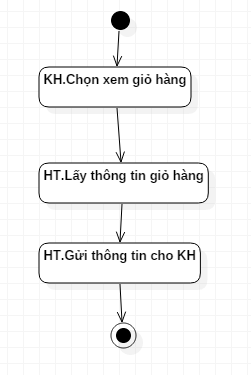 KH.Chọn xem giỏ hàng
HT.Lấy thông tin giỏ hàng
HT.Gửi thông tin cho KH